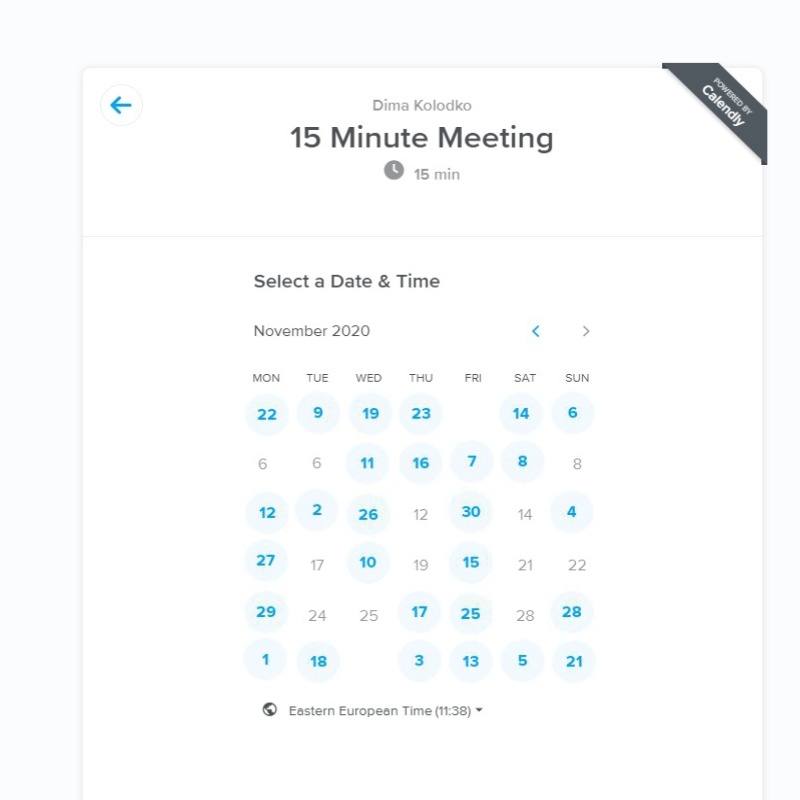 Dima Kolodko
15 Minute Meeting
15 min
POWERED BY
Calendly
Select a Date & Time
November 2020
MON TUE WED THU FRI SAT SUN
22 9 19 23 14 6
6 6 11 16 7 8 8
12 2 26 12 30 14 4
27 17 10 19 15 21 22
29 24 25 17 25 28 28
1 18 3 13 5 21
Eastern European Time (11:38)